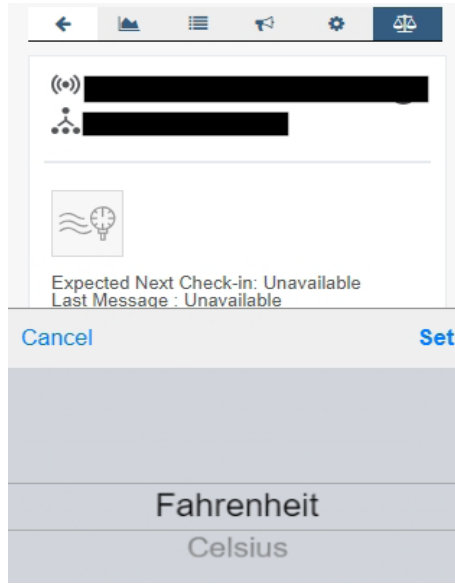 Expected Next Check-in: Unavailable
Last Message : Unavailable
Cancel Set
Fahrenheit
Celsius